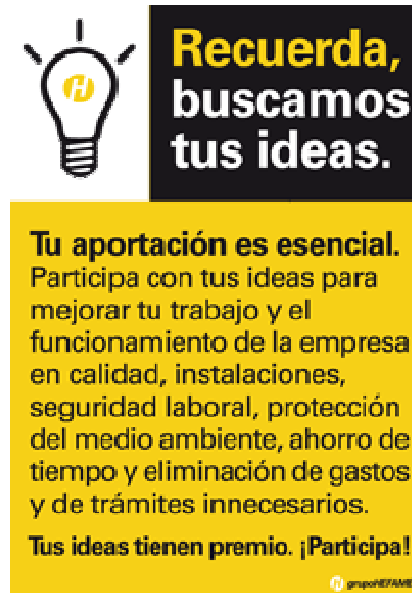 Recuerda,
buscamos
tus ideas.
Tu aportación es esencial.
Participa con tus ideas para
mejorar tu trabajo y el
funcionamiento de la empresa
en calidad, instalaciones,
seguridad laboral, protección
del medio ambiente, ahorro de
tiempo y eliminación de gastos
y de trámites innecesarios.
Tus ideas tienen premio. ¡Participa!
grupoHEFAME